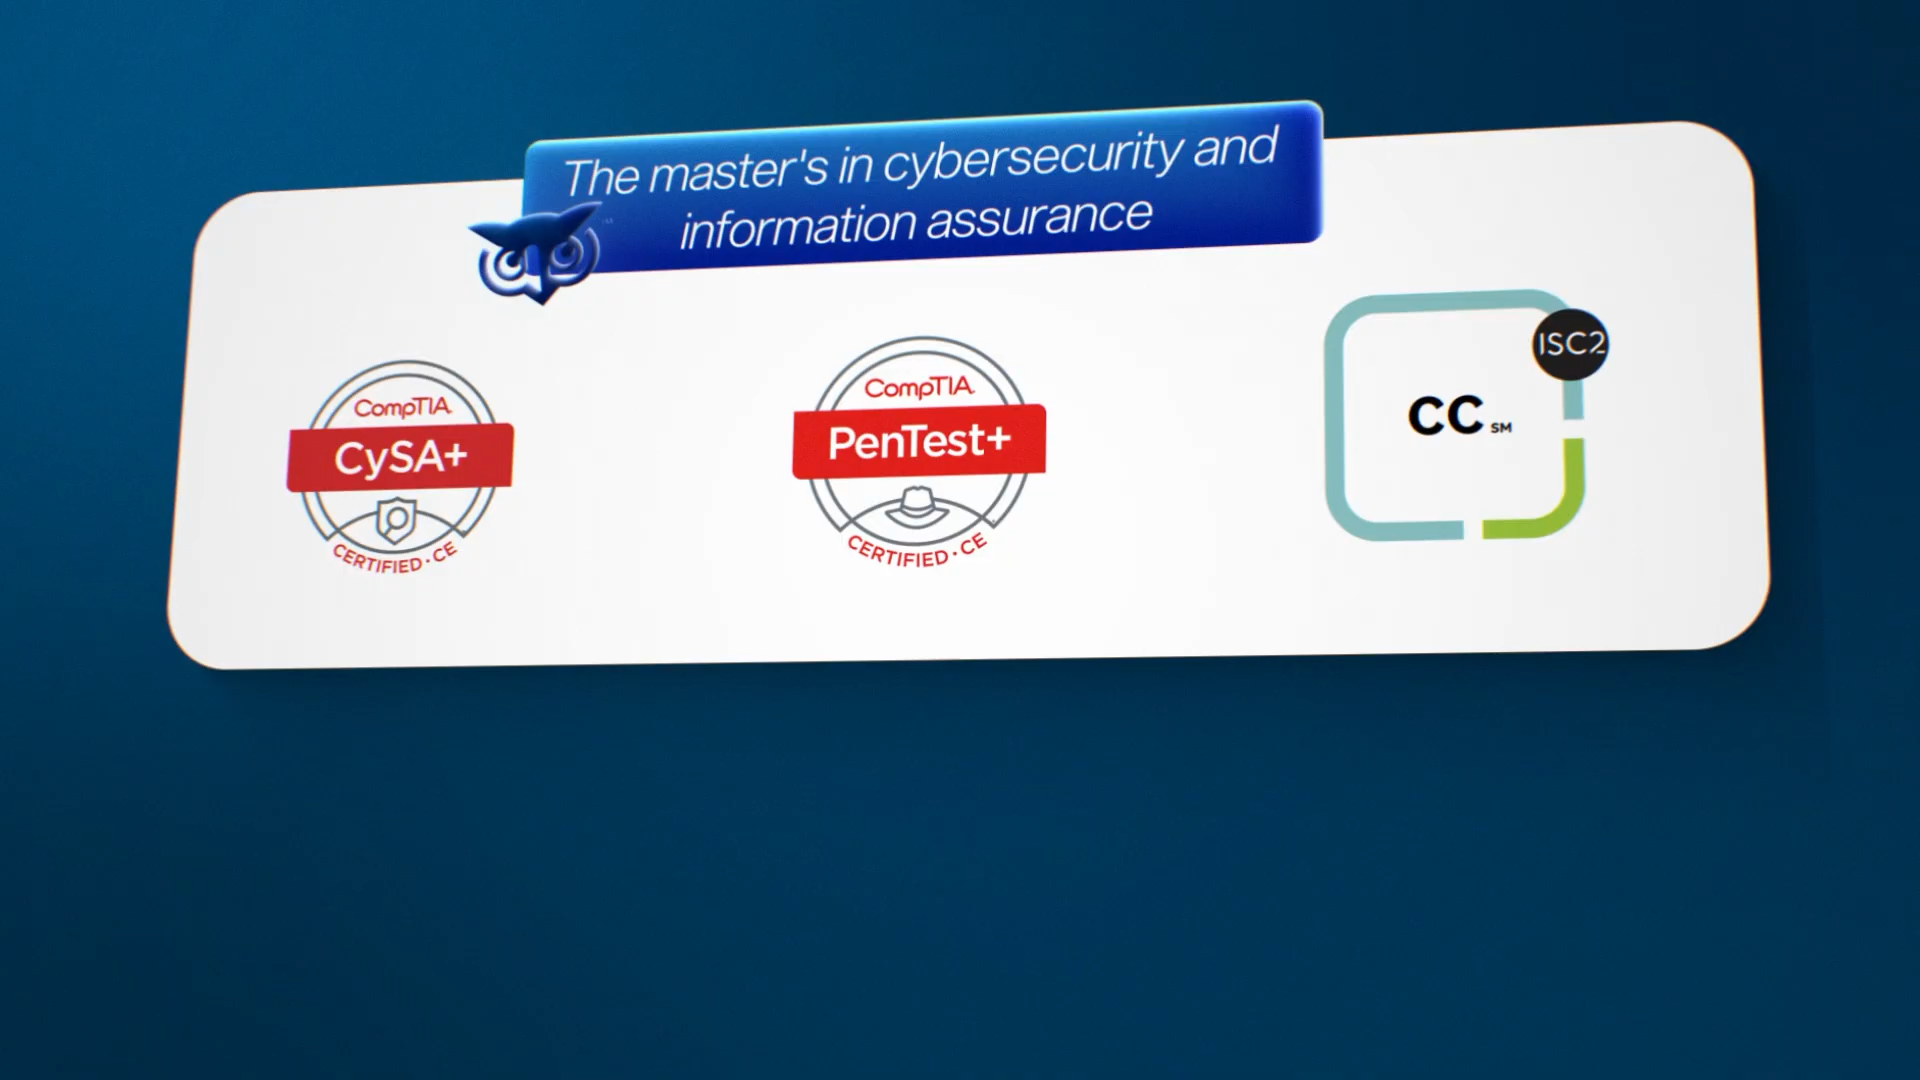 The master's in cybersecurity and
information assurance
CompTIA
CySA+
CERTIFIED · CE
CompTIA
PenTest+
CERTIFIED · CE
ISC2
CC SM